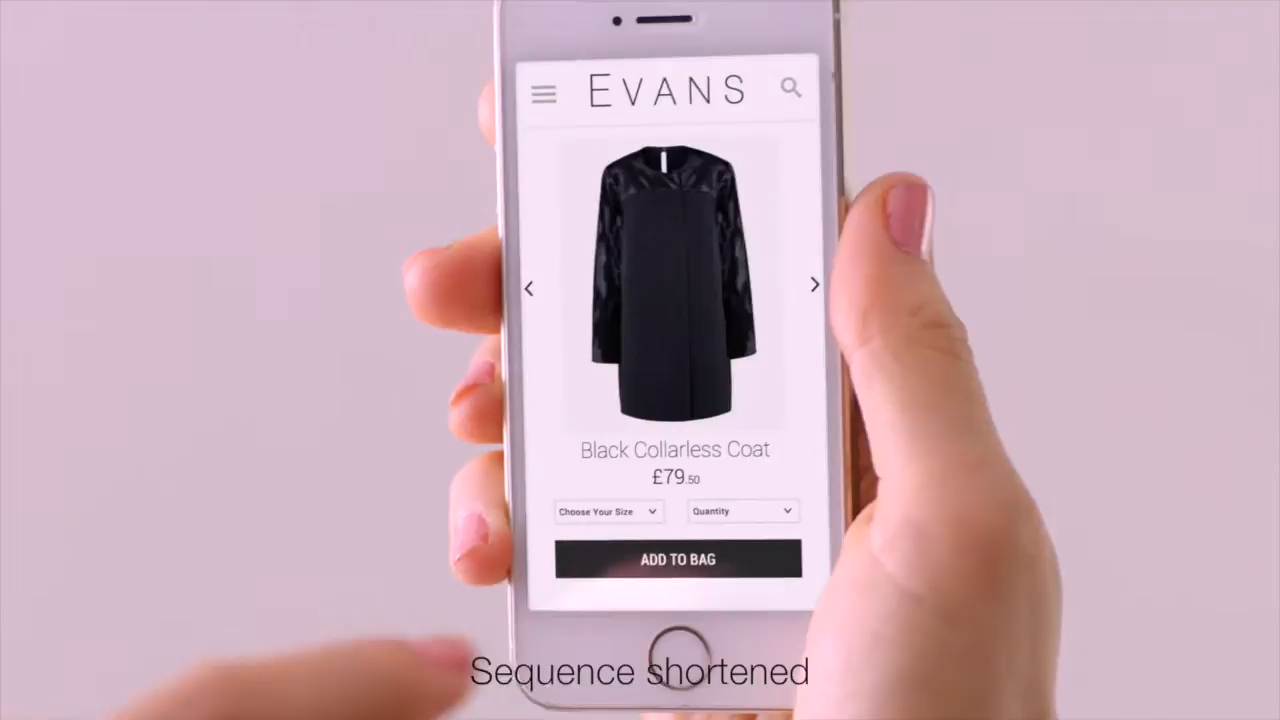 EVANS
Black Collarless Coat
£79.50
Choose Your Size
Quantity
ADD TO BAG
Sequence shortened